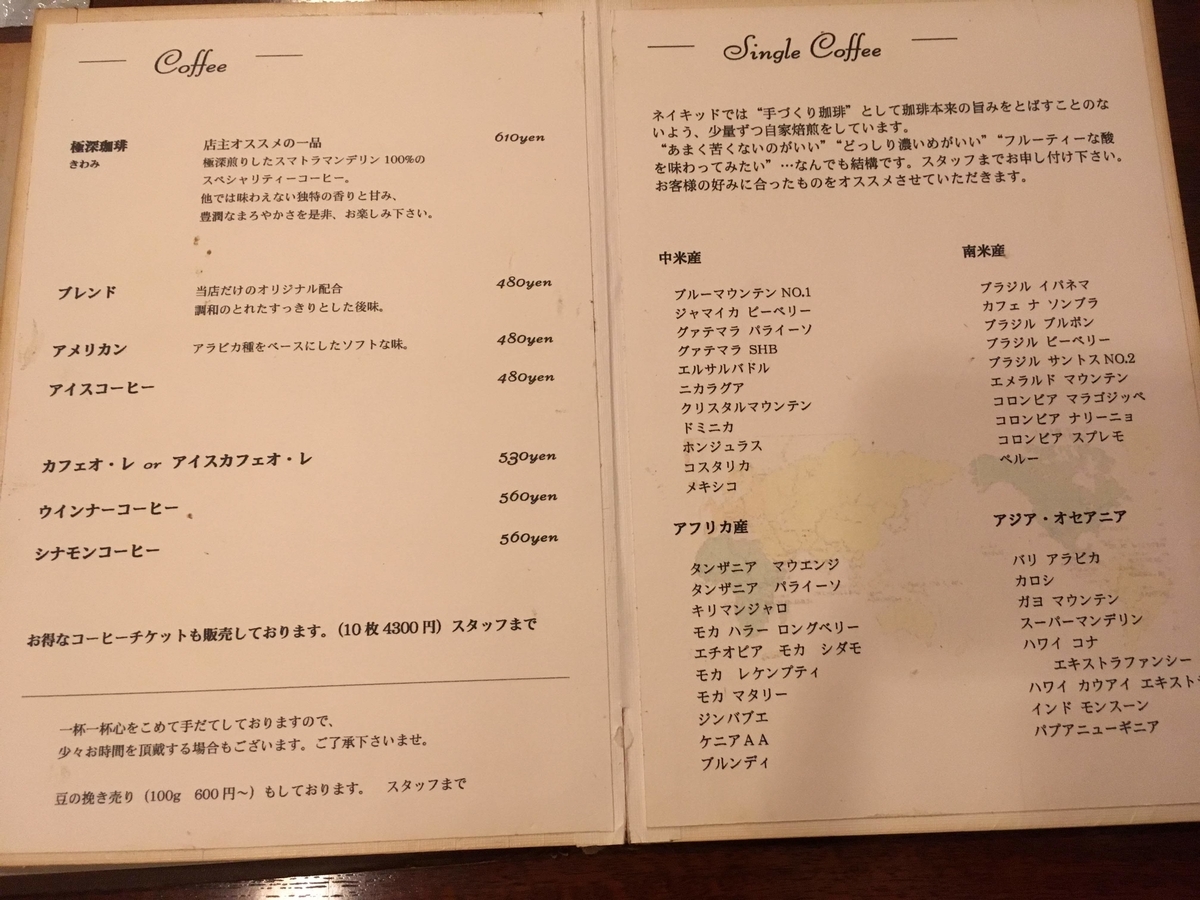 Coffee
極深珈琲 店主オススメの一品 610yen
きわみ 極深煎りしたスマトラマンデリン 100%の
スペシャリティーコーヒー。
他では味わえない独特の香りと甘み、
豊潤なまろやかさを是非、お楽しみ下さい。
ブレンド 当店だけのオリジナル配合 480yen
調和のとれたすっきりとした後味。
アメリカン アラビカ種をベースにしたソフトな味。 480yen
アイスコーヒー 480yen
カフェオ・レ or アイスカフェオ・レ 530yen
ウインナーコーヒー 560yen
シナモンコーヒー 560yen
お得なコーヒーチケットも販売しております。(10 枚 4300 円) スタッフまで
一杯一杯心をこめて手だてしておりますので、
少々お時間を頂戴する場合もございます。ご了承下さいませ。
豆の挽き売り (100g 600 円~) もしております。 スタッフまで
Single Coffee
ネイキッドでは“手づくり珈琲”として珈琲本来の旨みをとばすことのな
いよう、少量ずつ自家焙煎をしています。
“あまく苦くないのがいい”“どっしり濃いめがいい”“フルーティーな酸
を味わってみたい”…なんでも結構です。スタッフまでお申し付け下さい。
お客様の好みに合ったものをオススメさせていただきます。
中米産
ブルーマウンテン NO.1
ジャマイカ ピーベリー
グァテマラ パライーソ
グァテマラ SHB
エルサルバドル
ニカラグア
クリスタルマウンテン
ドミニカ
ホンジュラス
コスタリカ
メキシコ
南米産
ブラジル イパネマ
カフェ ナ ソンブラ
ブラジル ブルボン
ブラジル ピーベリー
ブラジル サントス NO.2
エメラルド マウンテン
コロンビア マラゴジッペ
コロンビア ナリーニョ
コロンビア スプレモ
ペルー
アフリカ産
タンザニア マウエンジ
タンザニア パライーソ
キリマンジャロ
モカ ハラー ロングベリー
エチオピア モカ シダモ
モカ レケンプティ
モカ マタリー
ジンバブエ
ケニアＡＡ
ブルンディ
アジア・オセアニア
バリ アラビカ
カロシ
ガヨ マウンテン
スーパーマンデリン
ハワイ コナ
エキストラファンシー
ハワイ カウアイ エキスト
インド モンスーン
パプアニューギニア